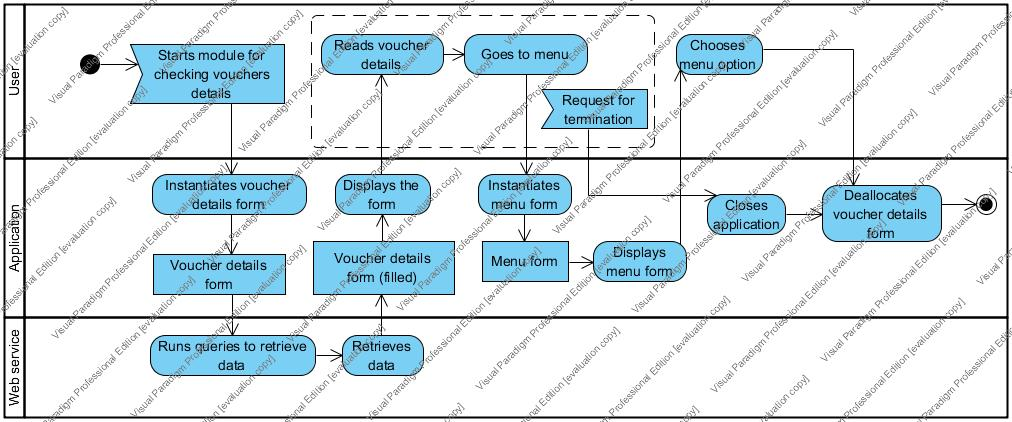 User
Starts module for
checking vouchers
details
Reads voucher
details
Goes to menu
Request for
termination
Chooses
menu option
Application
Instantiates voucher
details form
Displays the
form
Instantiates
menu form
Closes
application
Deallocates
voucher details
form
Voucher details
form
Voucher details
form (filled)
Menu form
Displays
menu form
Web service
Runs queries to retrieve
data
Retrieves
data
Visual Paradigm Professional Edition [evaluation copy]